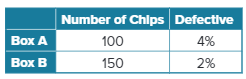 Number of Chips Defective
Box A 100 4%
Box B 150 2%